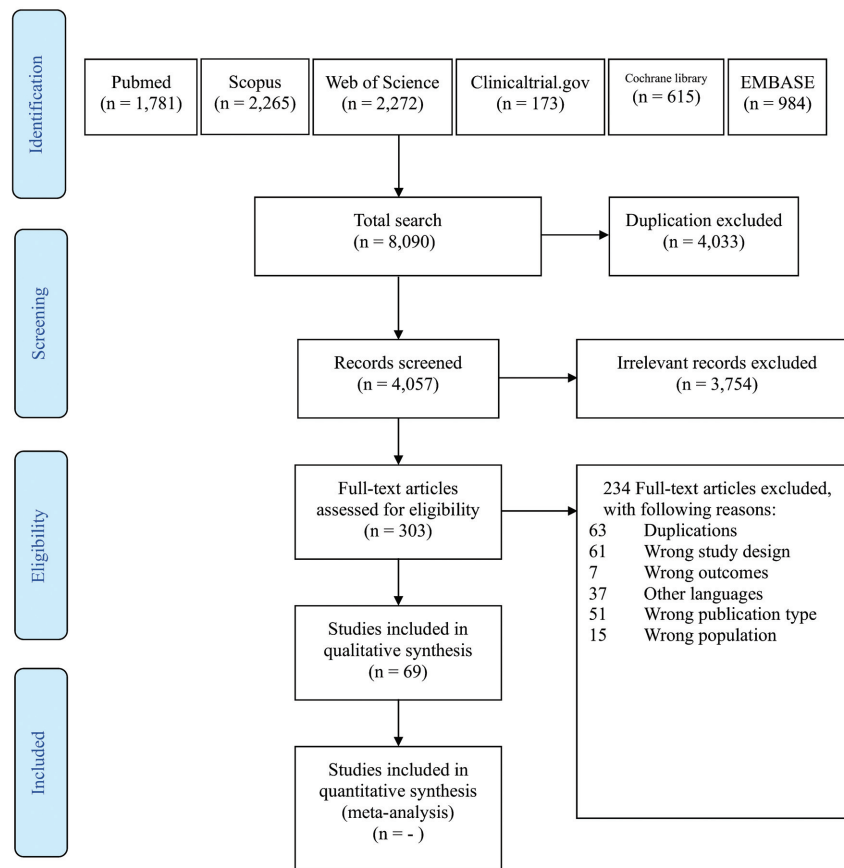 Identification
Pubmed
(n = 1,781)
Scopus
(n = 2,265)
Web of Science
(n = 2,272)
Clinicaltrial.gov
(n = 173)
Cochrane library
(n = 615)
EMBASE
(n = 984)
Total search
(n = 8,090)
Duplication excluded
(n = 4,033)
Screening
Records screened
(n = 4,057)
Irrelevant records excluded
(n = 3,754)
Eligibility
Full-text articles
assessed for eligibility
(n = 303)
234 Full-text articles excluded,
with following reasons:
63 Duplications
61 Wrong study design
7 Wrong outcomes
37 Other languages
51 Wrong publication type
15 Wrong population
Studies included in
qualitative synthesis
(n = 69)
Included
Studies included in
quantitative synthesis
(meta-analysis)
(n = - )